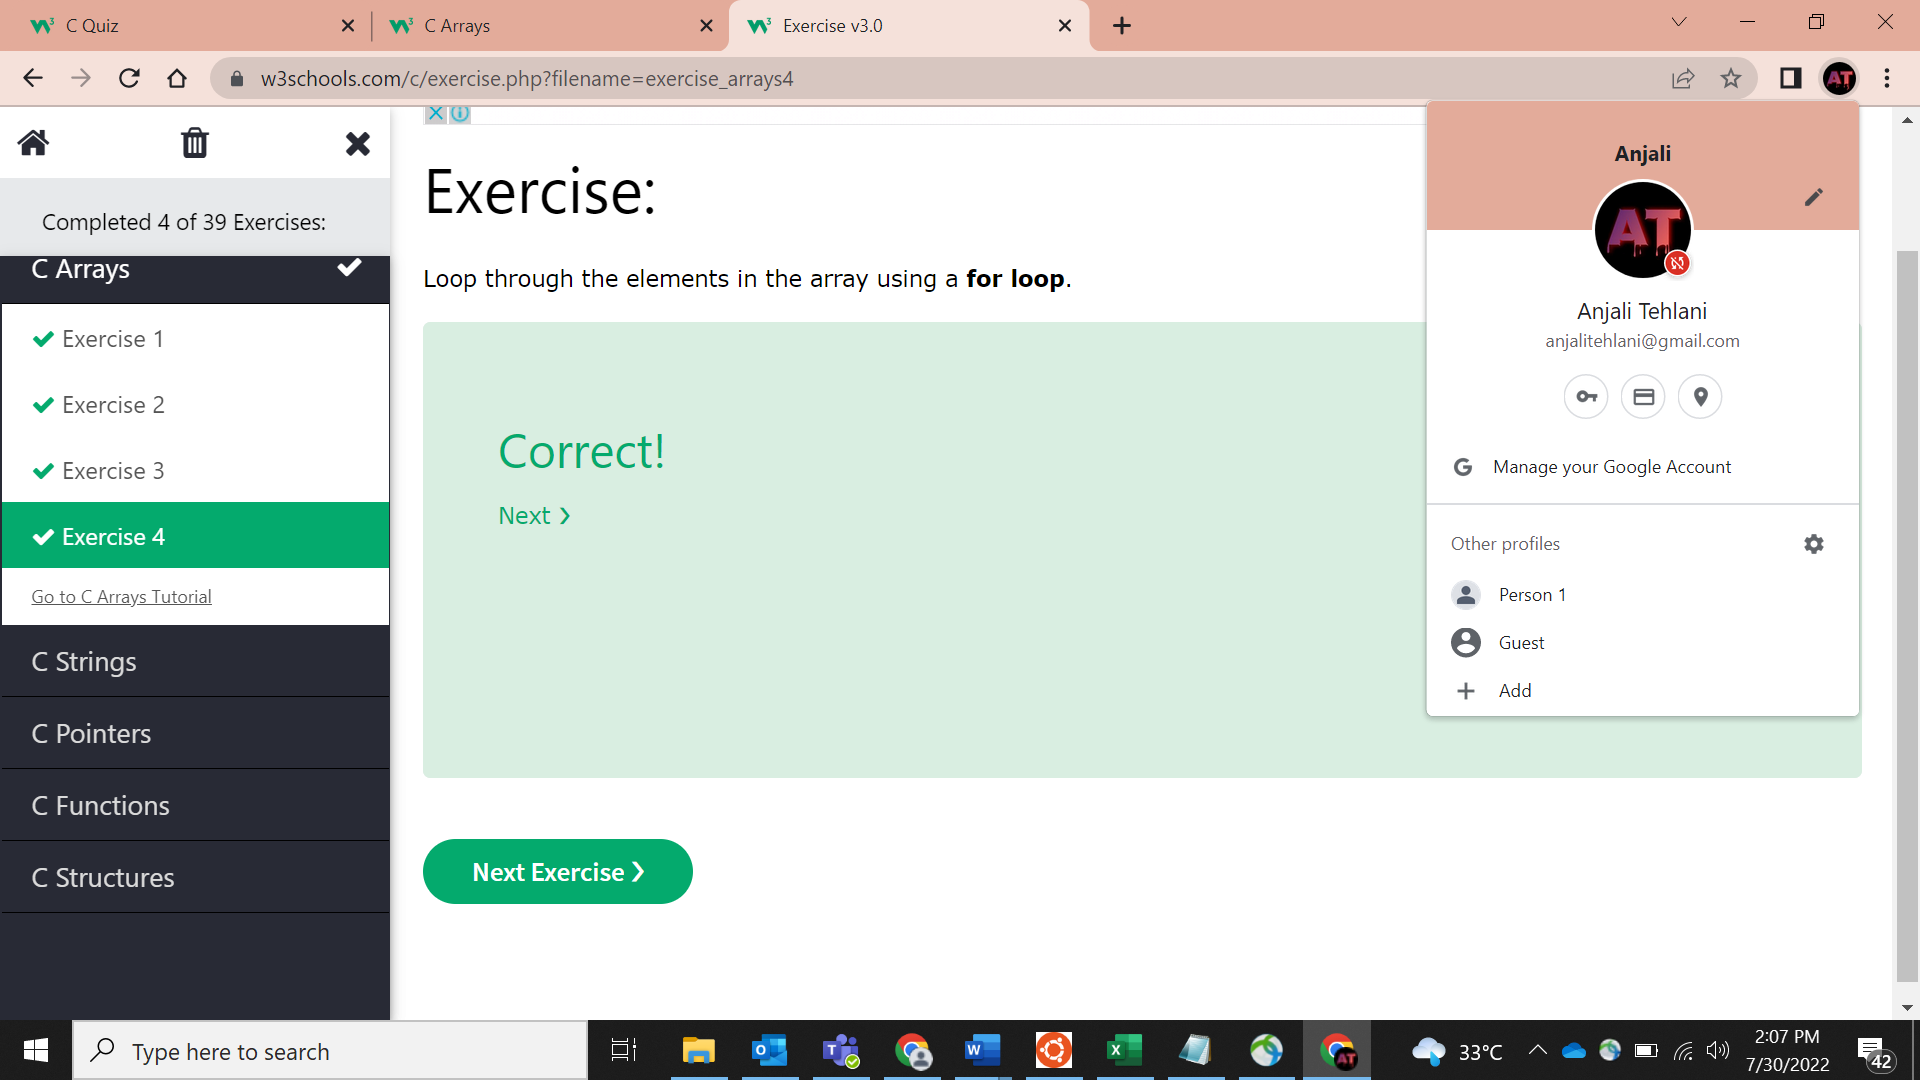 C Quiz
C Arrays
Exercise v3.0
w3schools.com/c/exercise.php?filename=exercise_arrays4
AT
Completed 4 of 39 Exercises:
C Arrays
Exercise 1
Exercise 2
Exercise 3
Exercise 4
Go to C Arrays Tutorial
C Strings
C Pointers
C Functions
C Structures
Exercise:
Loop through the elements in the array using a for loop.
Correct!
Next ❯
Next Exercise ❯
Anjali
AT
Anjali Tehlani
anjalitehlani@gmail.com
G Manage your Google Account
Other profiles
Person 1
Guest
Add
Type here to search
33°C
2:07 PM
7/30/2022
42